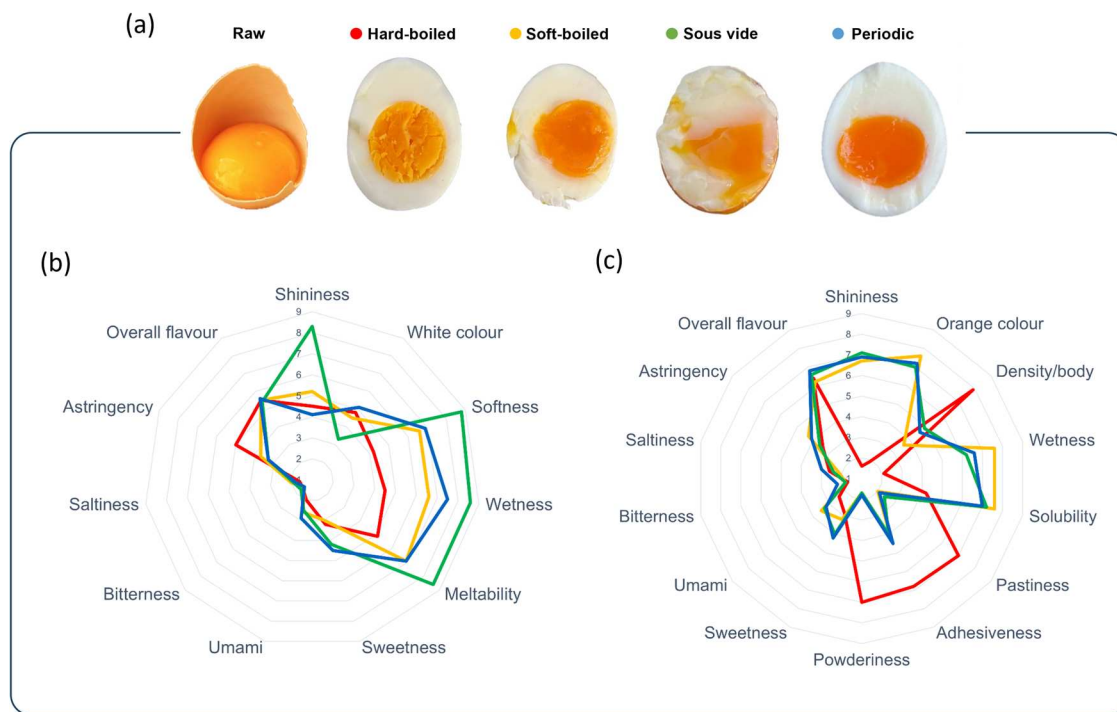 (a)
Raw
Hard-boiled
Soft-boiled
Sous vide
Periodic
(b)
Shininess
White colour
Softness
Wetness
Meltability
Sweetness
Umami
Bitterness
Saltiness
Astringency
Overall flavour
9
8
7
6
5
4
3
2
1
(c)
Shininess
Orange colour
Density/body
Wetness
Solubility
Pastiness
Adhesiveness
Powderiness
Sweetness
Umami
Bitterness
Saltiness
Astringency
Overall flavour
9
8
7
6
5
4
3
2
1